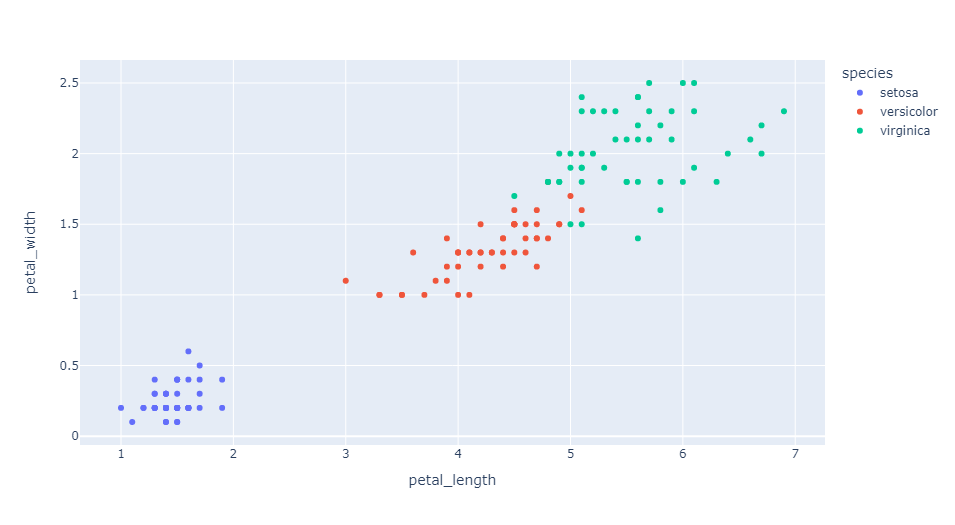 species
setosa
versicolor
virginica
petal_width
2.5
2
1.5
1
0.5
0
1 2 3 4 5 6 7
petal_length